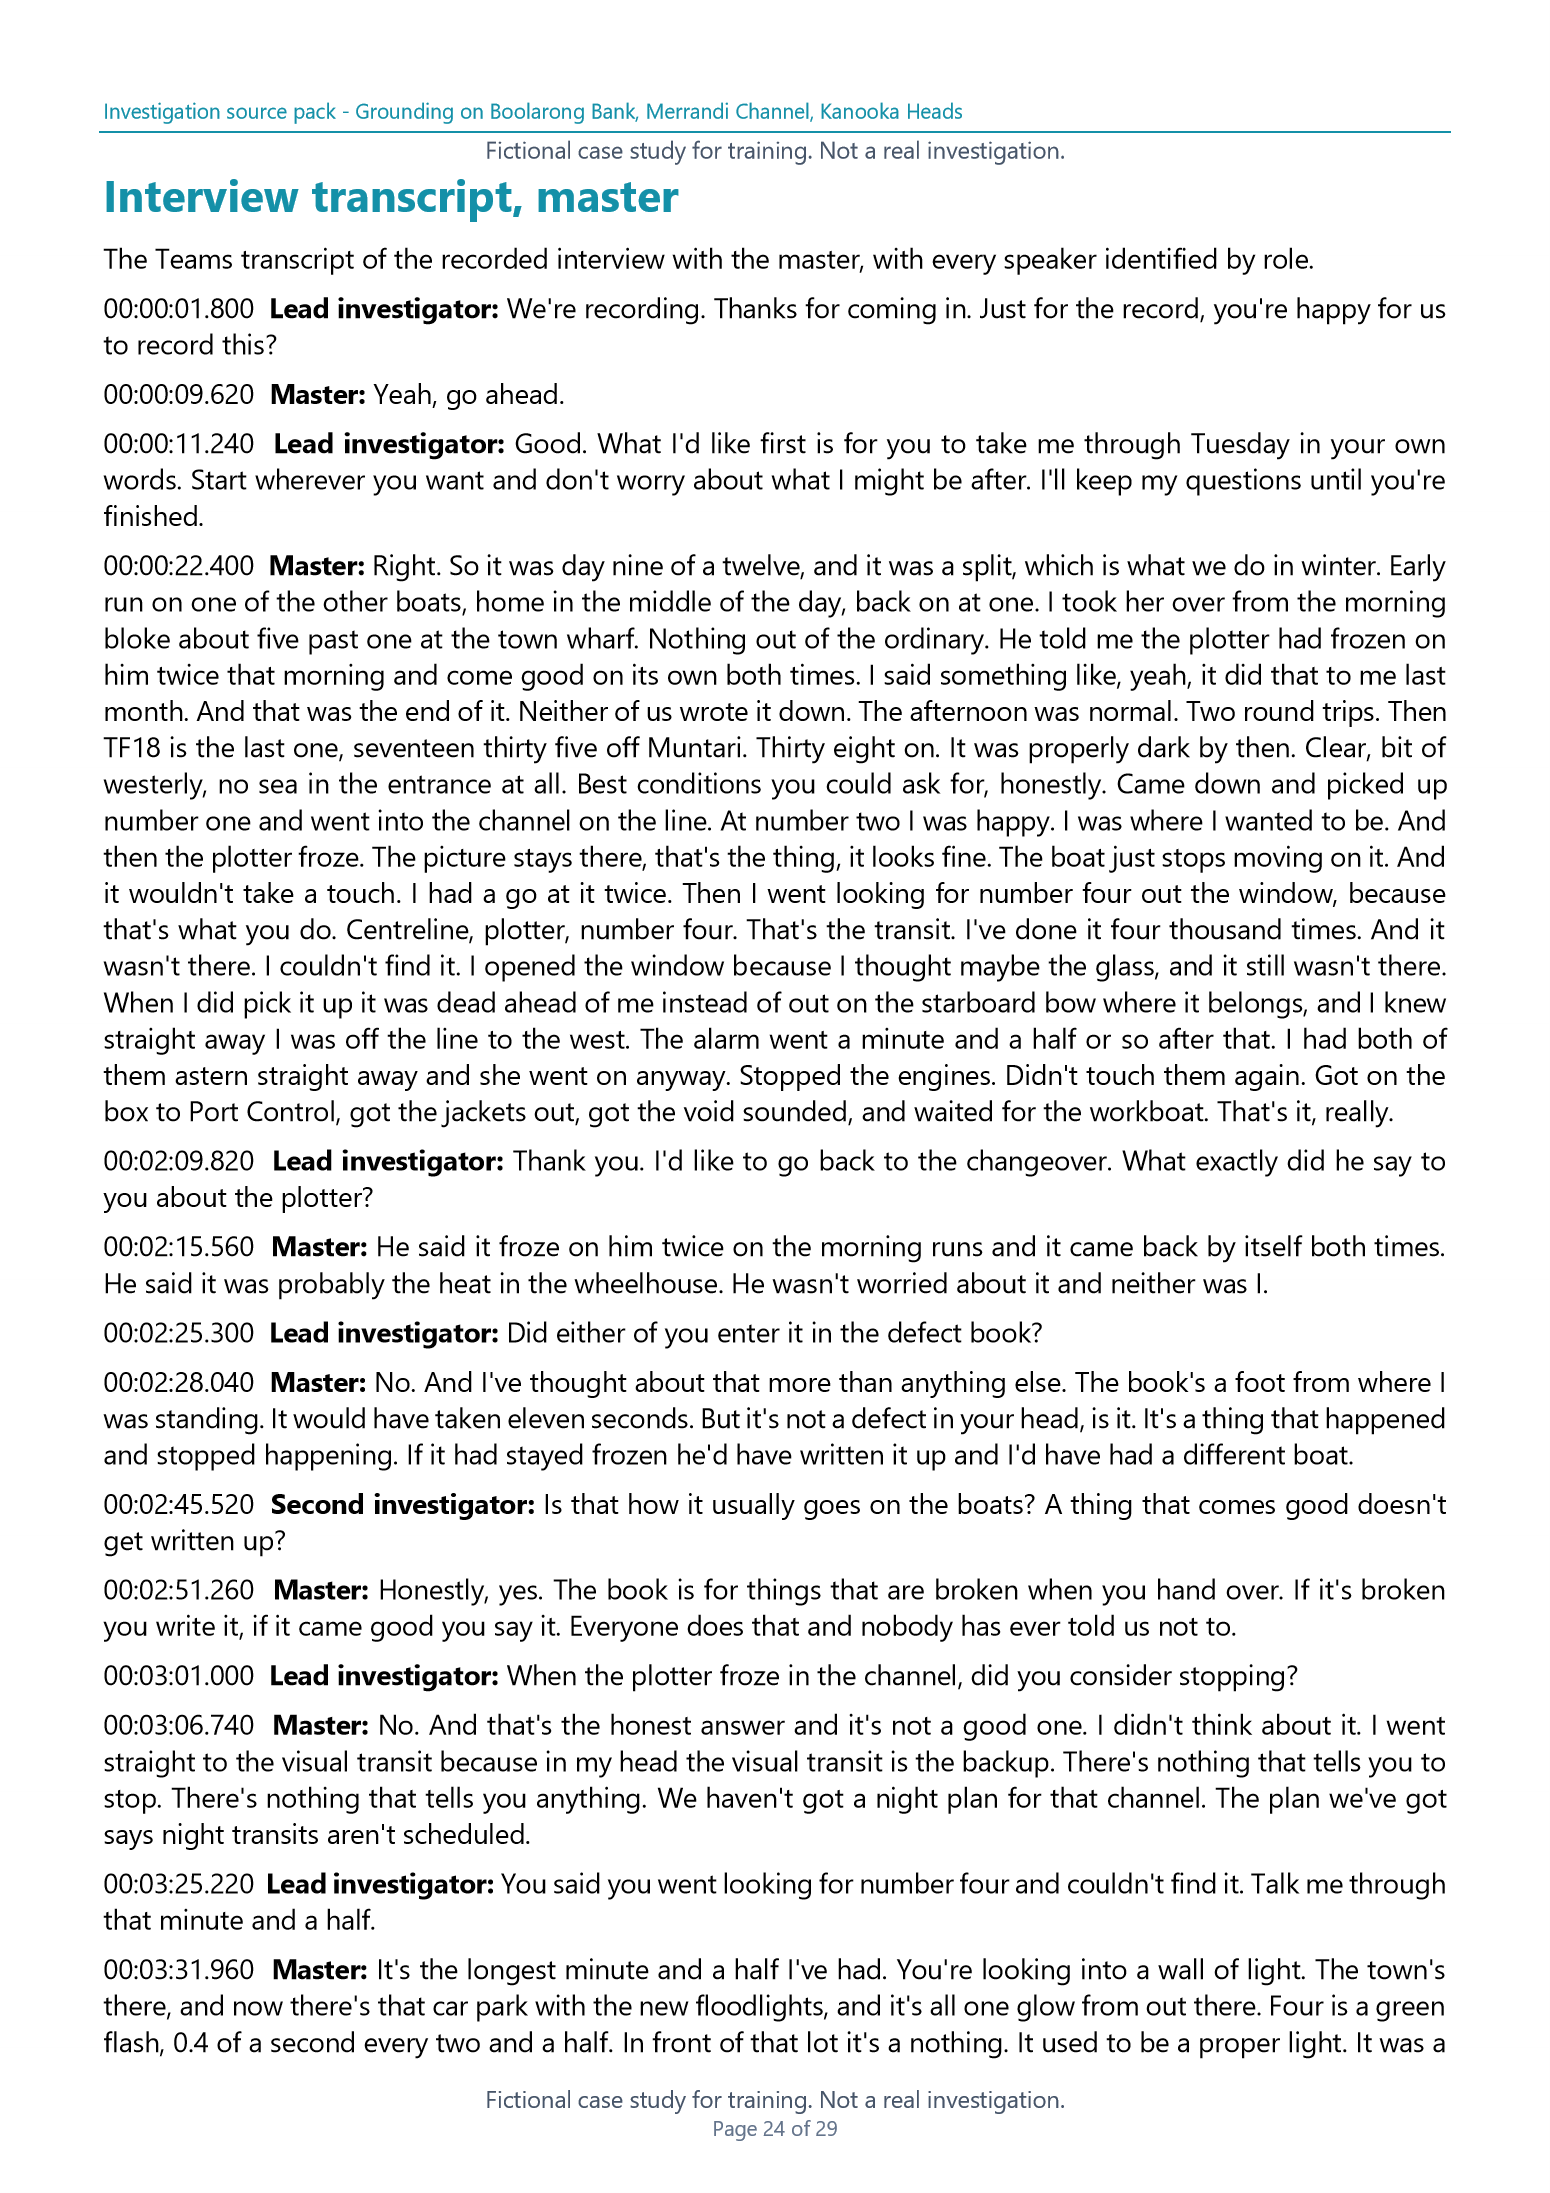 Investigation source pack - Grounding on Boolarong Bank, Merrandi Channel, Kanooka Heads
Fictional case study for training. Not a real investigation.
Interview transcript, master
The Teams transcript of the recorded interview with the master, with every speaker identified by role.
00:00:01.800 Lead investigator: We're recording. Thanks for coming in. Just for the record, you're happy for us
to record this?
00:00:09.620 Master: Yeah, go ahead.
00:00:11.240 Lead investigator: Good. What I'd like first is for you to take me through Tuesday in your own
words. Start wherever you want and don't worry about what I might be after. I'll keep my questions until you're
finished.
00:00:22.400 Master: Right. So it was day nine of a twelve, and it was a split, which is what we do in winter. Early
run on one of the other boats, home in the middle of the day, back on at one. I took her over from the morning
bloke about five past one at the town wharf. Nothing out of the ordinary. He told me the plotter had frozen on
him twice that morning and come good on its own both times. I said something like, yeah, it did that to me last
month. And that was the end of it. Neither of us wrote it down. The afternoon was normal. Two round trips. Then
TF18 is the last one, seventeen thirty five off Muntari. Thirty eight on. It was properly dark by then. Clear, bit of
westerly, no sea in the entrance at all. Best conditions you could ask for, honestly. Came down and picked up
number one and went into the channel on the line. At number two I was happy. I was where I wanted to be. And
then the plotter froze. The picture stays there, that's the thing, it looks fine. The boat just stops moving on it. And
it wouldn't take a touch. I had a go at it twice. Then I went looking for number four out the window, because
that's what you do. Centreline, plotter, number four. That's the transit. I've done it four thousand times. And it
wasn't there. I couldn't find it. I opened the window because I thought maybe the glass, and it still wasn't there.
When I did pick it up it was dead ahead of me instead of out on the starboard bow where it belongs, and I knew
straight away I was off the line to the west. The alarm went a minute and a half or so after that. I had both of
them astern straight away and she went on anyway. Stopped the engines. Didn't touch them again. Got on the
box to Port Control, got the jackets out, got the void sounded, and waited for the workboat. That's it, really.
00:02:09.820 Lead investigator: Thank you. I'd like to go back to the changeover. What exactly did he say to
you about the plotter?
00:02:15.560 Master: He said it froze on him twice on the morning runs and it came back by itself both times.
He said it was probably the heat in the wheelhouse. He wasn't worried about it and neither was I.
00:02:25.300 Lead investigator: Did either of you enter it in the defect book?
00:02:28.040 Master: No. And I've thought about that more than anything else. The book's a foot from where I
was standing. It would have taken eleven seconds. But it's not a defect in your head, is it. It's a thing that happened
and stopped happening. If it had stayed frozen he'd have written it up and I'd have had a different boat.
00:02:45.520 Second investigator: Is that how it usually goes on the boats? A thing that comes good doesn't
get written up?
00:02:51.260 Master: Honestly, yes. The book is for things that are broken when you hand over. If it's broken
you write it, if it came good you say it. Everyone does that and nobody has ever told us not to.
00:03:01.000 Lead investigator: When the plotter froze in the channel, did you consider stopping?
00:03:06.740 Master: No. And that's the honest answer and it's not a good one. I didn't think about it. I went
straight to the visual transit because in my head the visual transit is the backup. There's nothing that tells you to
stop. There's nothing that tells you anything. We haven't got a night plan for that channel. The plan we've got
says night transits aren't scheduled.
00:03:25.220 Lead investigator: You said you went looking for number four and couldn't find it. Talk me through
that minute and a half.
00:03:31.960 Master: It's the longest minute and a half I've had. You're looking into a wall of light. The town's
there, and now there's that car park with the new floodlights, and it's all one glow from out there. Four is a green
flash, 0.4 of a second every two and a half. In front of that lot it's a nothing. It used to be a proper light. It was a
Fictional case study for training. Not a real investigation.
Page 24 of 29